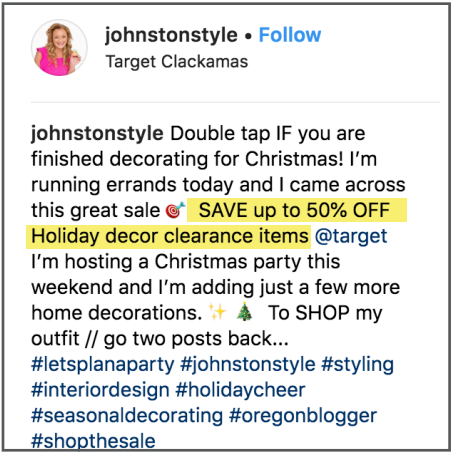 johnstonstyle • Follow
Target Clackamas
johnstonstyle Double tap IF you are
finished decorating for Christmas! I'm
running errands today and I came across
this great sale 🎯 SAVE up to 50% OFF
Holiday decor clearance items @target
I'm hosting a Christmas party this
weekend and I'm adding just a few more
home decorations. ✨ 🎄 To SHOP my
outfit // go two posts back...
#letsplanaparty #johnstonstyle #styling
#interiordesign #holidaycheer
#seasonaldecorating #oregonblogger
#shopthesale